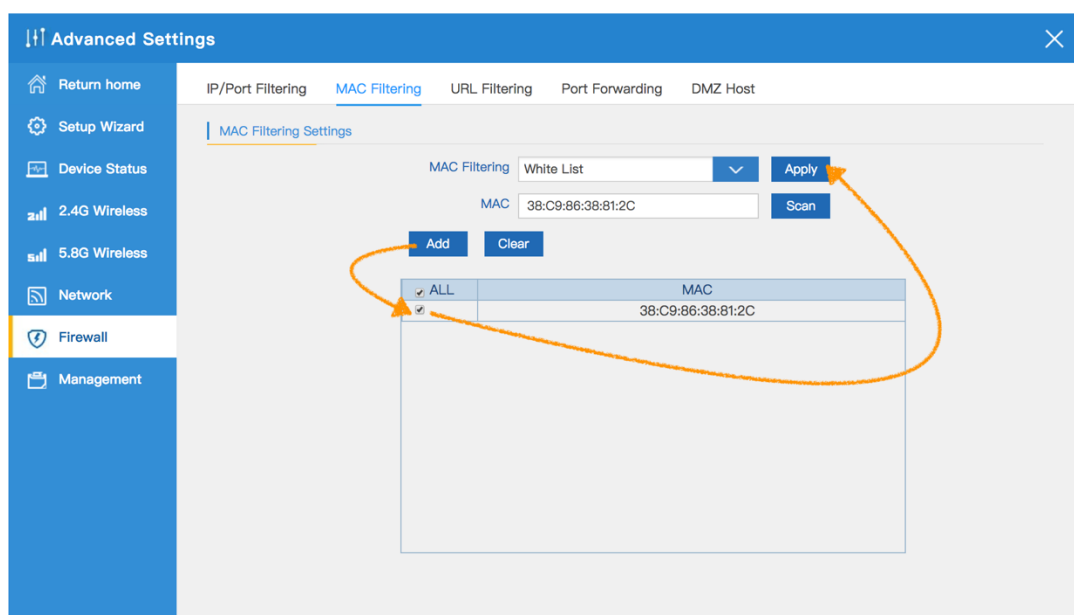 Advanced Settings
Return home
Setup Wizard
Device Status
2.4G Wireless
5.8G Wireless
Network
Firewall
Management
IP/Port Filtering MAC Filtering URL Filtering Port Forwarding DMZ Host
MAC Filtering Settings
MAC Filtering White List Apply
MAC 38:C9:86:38:81:2C Scan
Add Clear
ALL MAC
38:C9:86:38:81:2C